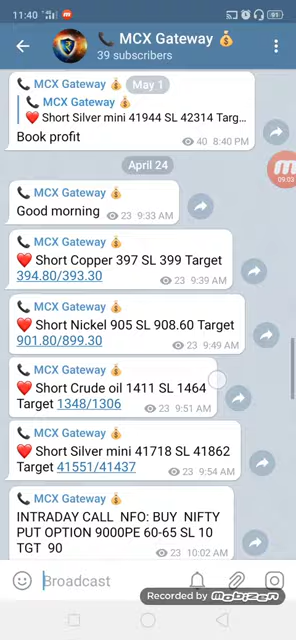 11:40
91
MCX Gateway
39 subscribers
MCX Gateway
May 1
MCX Gateway
Short Silver mini 41944 SL 42314 Targ...
Book profit
40 8:40 PM
09:03
April 24
MCX Gateway
Good morning
23 9:33 AM
MCX Gateway
Short Copper 397 SL 399 Target
394.80/393.30
23 9:39 AM
MCX Gateway
Short Nickel 905 SL 908.60 Target
901.80/899.30
23 9:49 AM
MCX Gateway
Short Crude oil 1411 SL 1464
Target 1348/1306
23 9:51 AM
MCX Gateway
Short Silver mini 41718 SL 41862
Target 41551/41437
23 9:54 AM
MCX Gateway
INTRADAY CALL NFO: BUY NIFTY
PUT OPTION 9000PE 60-65 SL 10
TGT 90
23 10:02 AM
Broadcast
Recorded by Mobizen